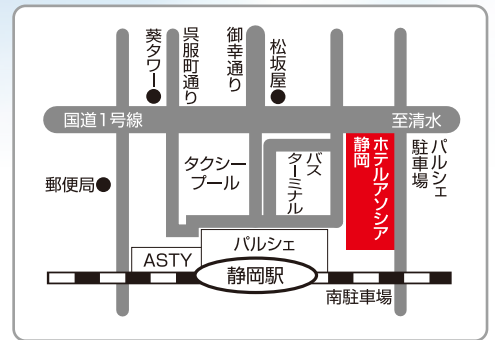 葵タワー
呉服町通り
御幸通り
松坂屋
国道1号線
至清水
郵便局
タクシー
プール
バス
ターミナル
ホテルアソシア
静岡
パルシェ
駐車場
パルシェ
ASTY
静岡駅
南駐車場